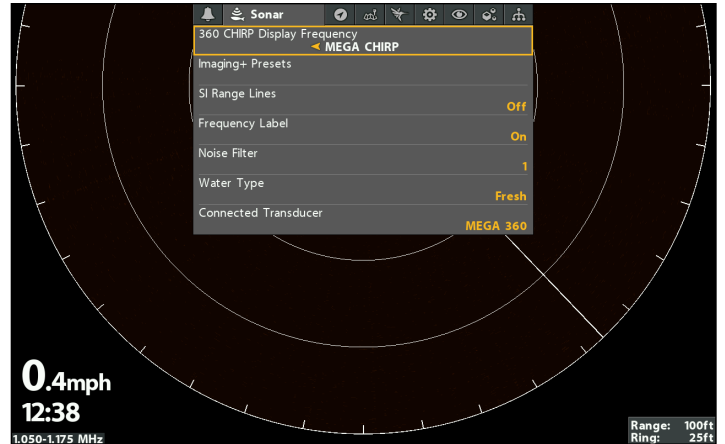 Sonar
360 CHIRP Display Frequency
MEGA CHIRP
Imaging+ Presets
SI Range Lines
Off
Frequency Label
On
Noise Filter
1
Water Type
Fresh
Connected Transducer
MEGA 360
0.4mph
12:38
1.050-1.175 MHz
Range: 100ft
Ring: 25ft